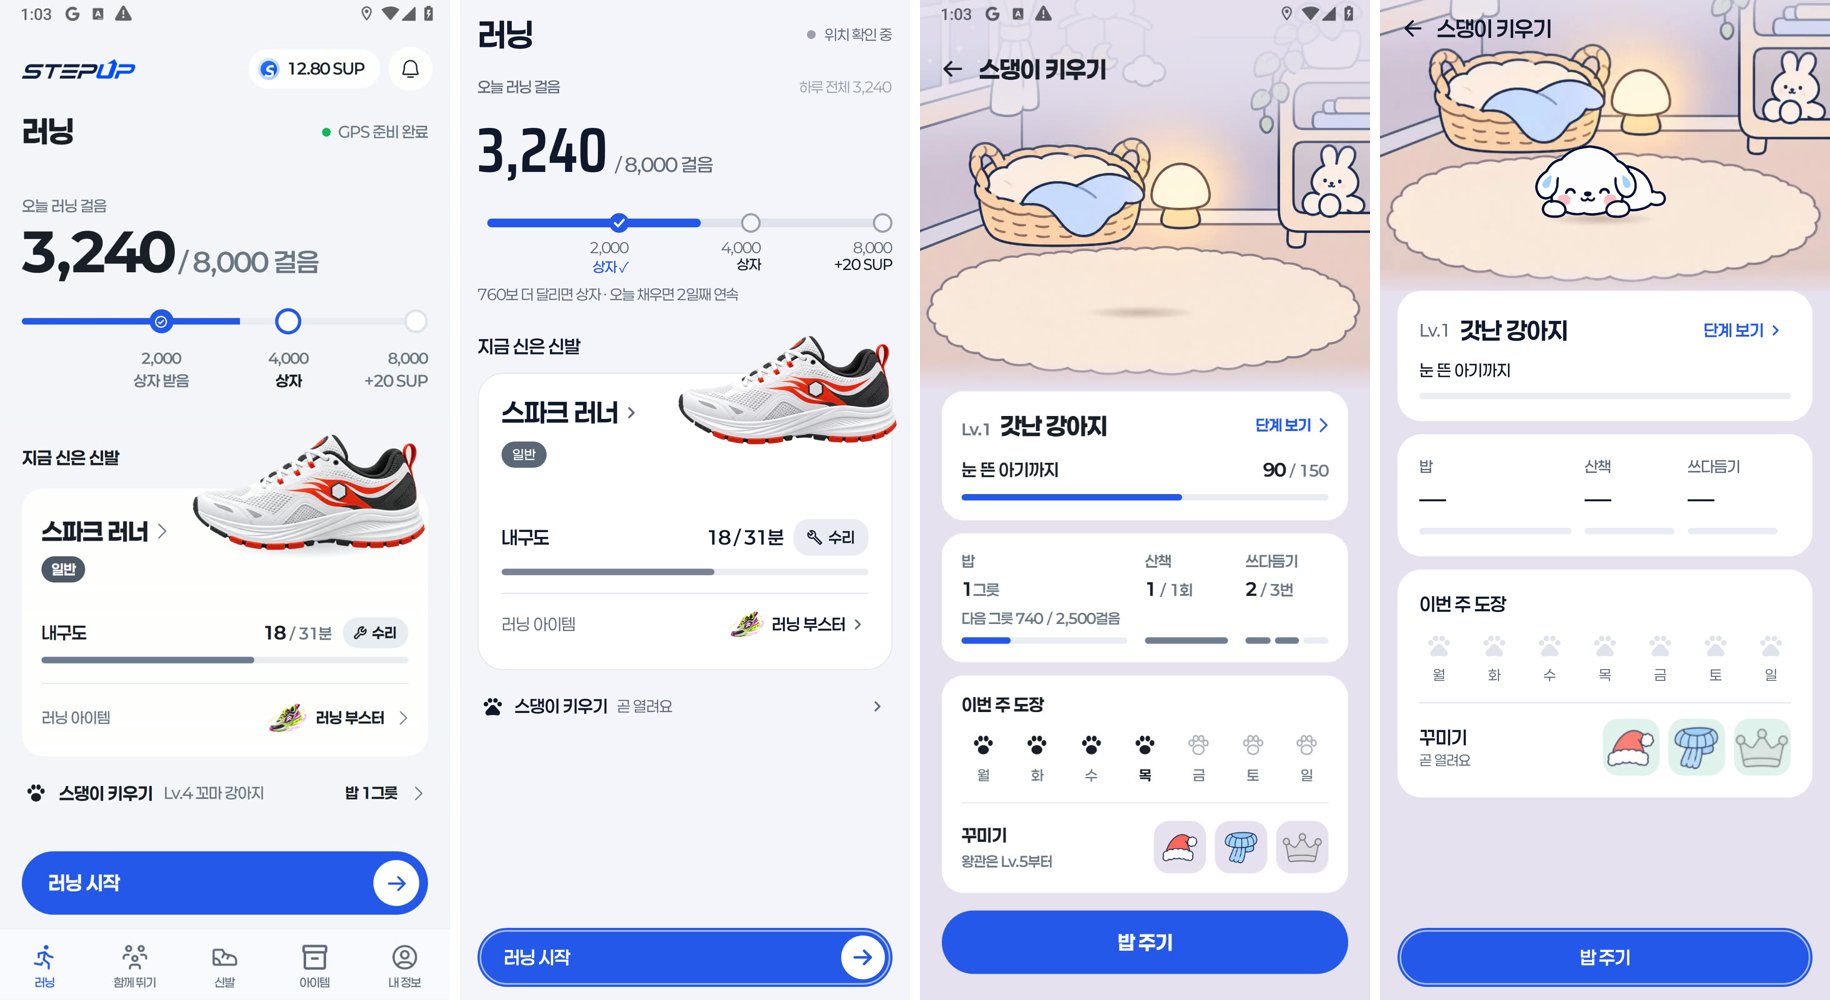 1:03
STEPUP
12.80 SUP
러닝
GPS 준비 완료
오늘 러닝 걸음
3,240 / 8,000 걸음
2,000
4,000
8,000
상자 받음
상자
+20 SUP
지금 신은 신발
스파크 러너
일반
내구도
18 / 31분
수리
러닝 아이템
러닝 부스터
스댕이 키우기
Lv.4 꼬마 강아지
밥 1그릇
러닝 시작
러닝
함께 뛰기
신발
아이템
내 정보
러닝
위치 확인 중
오늘 러닝 걸음
하루 전체 3,240
3,240 / 8,000 걸음
2,000
4,000
8,000
상자✓
상자
+20 SUP
760보 더 달리면 상자 · 오늘 채우면 2일째 연속
지금 신은 신발
스파크 러너
일반
내구도
18 / 31분
수리
러닝 아이템
러닝 부스터
스댕이 키우기
곧 열려요
러닝 시작
1:03
스댕이 키우기
Lv.1 갓난 강아지
단계 보기
눈 뜬 아기까지
90 / 150
밥
산책
쓰다듬기
1그릇
1 / 1회
2 / 3번
다음 그릇 740 / 2,500걸음
이번 주 도장
월
화
수
목
금
토
일
꾸미기
왕관은 Lv.5부터
밥 주기
스댕이 키우기
Lv.1 갓난 강아지
단계 보기
눈 뜬 아기까지
밥
산책
쓰다듬기
—
—
—
이번 주 도장
월
화
수
목
금
토
일
꾸미기
곧 열려요
밥 주기